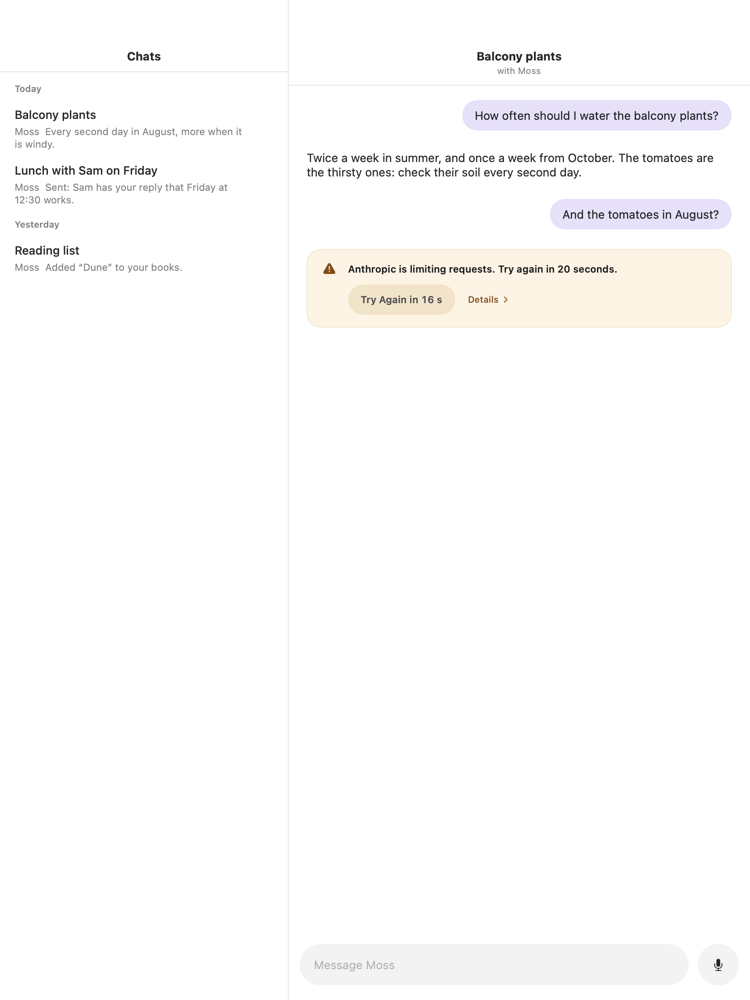 Chats
Today
Balcony plants
Moss Every second day in August, more when it
is windy.
Lunch with Sam on Friday
Moss Sent: Sam has your reply that Friday at
12:30 works.
Yesterday
Reading list
Moss Added “Dune” to your books.
Balcony plants
with Moss
How often should I water the balcony plants?
Twice a week in summer, and once a week from October. The tomatoes are
the thirsty ones: check their soil every second day.
And the tomatoes in August?
Anthropic is limiting requests. Try again in 20 seconds.
Try Again in 16 s
Details
Message Moss